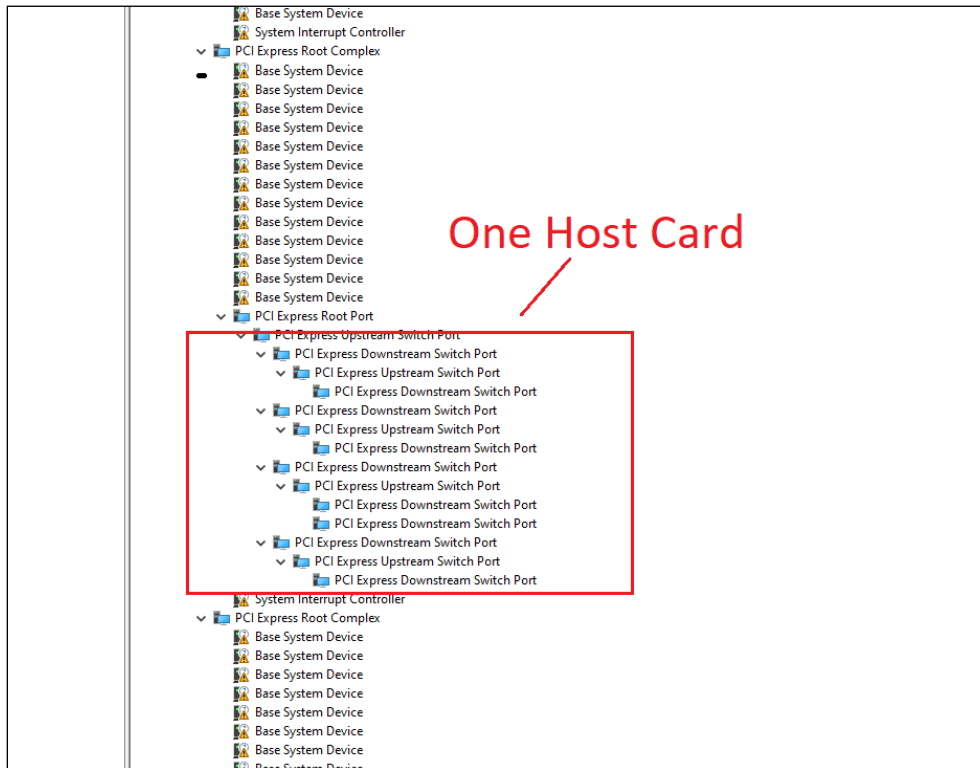 Base System Device
System Interrupt Controller
PCI Express Root Complex
Base System Device
Base System Device
Base System Device
Base System Device
Base System Device
Base System Device
Base System Device
Base System Device
Base System Device
Base System Device
Base System Device
Base System Device
Base System Device
One Host Card
PCI Express Root Port
PCI Express Upstream Switch Port
PCI Express Downstream Switch Port
PCI Express Upstream Switch Port
PCI Express Downstream Switch Port
PCI Express Downstream Switch Port
PCI Express Upstream Switch Port
PCI Express Downstream Switch Port
PCI Express Downstream Switch Port
PCI Express Upstream Switch Port
PCI Express Downstream Switch Port
PCI Express Downstream Switch Port
PCI Express Downstream Switch Port
PCI Express Upstream Switch Port
PCI Express Downstream Switch Port
System Interrupt Controller
PCI Express Root Complex
Base System Device
Base System Device
Base System Device
Base System Device
Base System Device
Base System Device
Base System Device
Base System Device